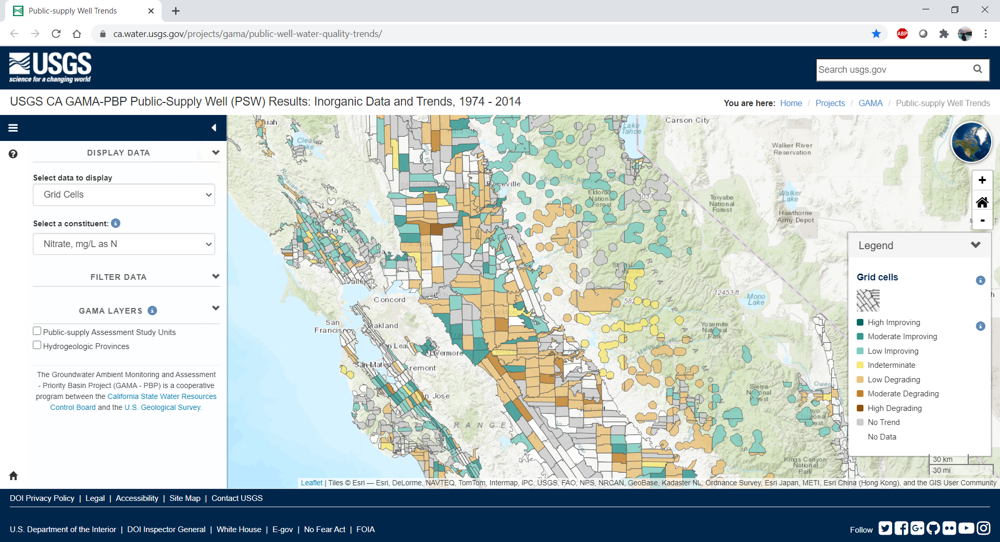 Public-supply Well Trends
ca.water.usgs.gov/projects/gama/public-well-water-quality-trends/
ABP
USGS
science for a changing world
Search usgs.gov
USGS CA GAMA-PBP Public-Supply Well (PSW) Results: Inorganic Data and Trends, 1974 - 2014
You are here: Home / Projects / GAMA / Public-supply Well Trends
DISPLAY DATA
Select data to display
Grid Cells
Select a constituent:
Nitrate, mg/L as N
FILTER DATA
GAMA LAYERS
Public-supply Assessment Study Units
Hydrogeologic Provinces
The Groundwater Ambient Monitoring and Assessment
- Priority Basin Project (GAMA - PBP) is a cooperative
program between the California State Water Resources
Control Board and the U.S. Geological Survey.
Clear
Lake
Carson City
Lake
Tahoe
Walker River
Reservation
Eldorado
National
Forest
Toiyabe
National
Forest
Walker
Lake
Hawthorne
Army Depot
Concord
San
Francisco
Oakland
Livermore
12453 ft
Mono
Lake
Yosemite
National
Park
RANGE
Sierra
National
Kings Canyon
National
Park
+
-
Legend
Grid cells
High Improving
Moderate Improving
Low Improving
Indeterminate
Low Degrading
Moderate Degrading
High Degrading
No Trend
No Data
30 km
30 mi
Leaflet | Tiles © Esri — Esri, DeLorme, NAVTEQ, TomTom, Intermap, iPC, USGS, FAO, NPS, NRCAN, GeoBase, Kadaster NL, Ordnance Survey, Esri Japan, METI, Esri China (Hong Kong), and the GIS User Community
DOI Privacy Policy | Legal | Accessibility | Site Map | Contact USGS
U.S. Department of the Interior | DOI Inspector General | White House | E-gov | No Fear Act | FOIA
Follow